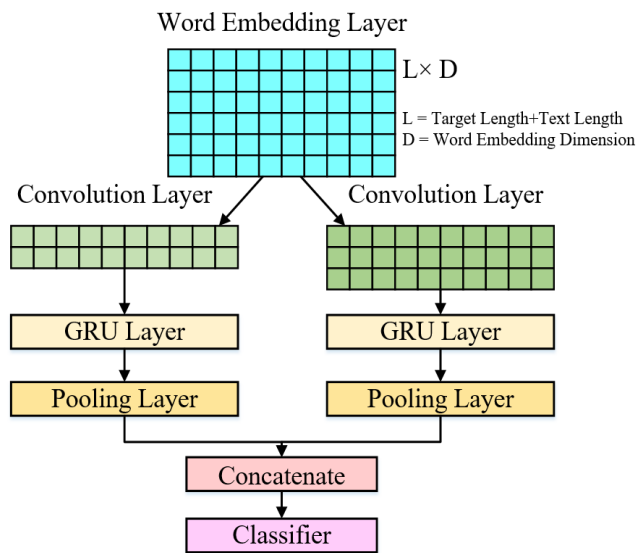 Word Embedding Layer
L× D
L = Target Length+Text Length
D = Word Embedding Dimension
Convolution Layer
Convolution Layer
GRU Layer
GRU Layer
Pooling Layer
Pooling Layer
Concatenate
Classifier